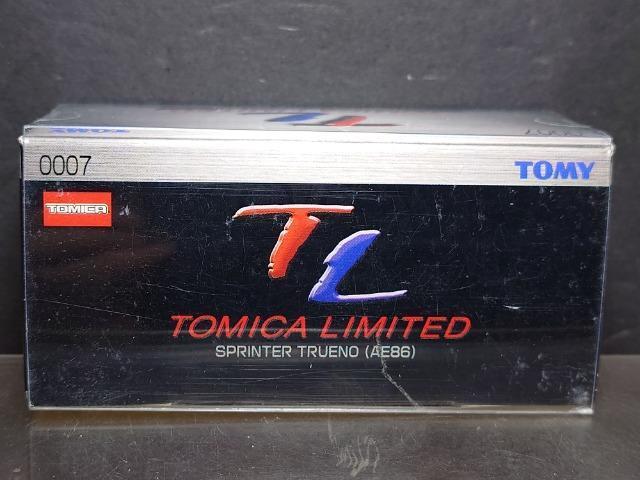 0007
TOMY
TOMICA
TL
TOMICA LIMITED
SPRINTER TRUENO (AE86)